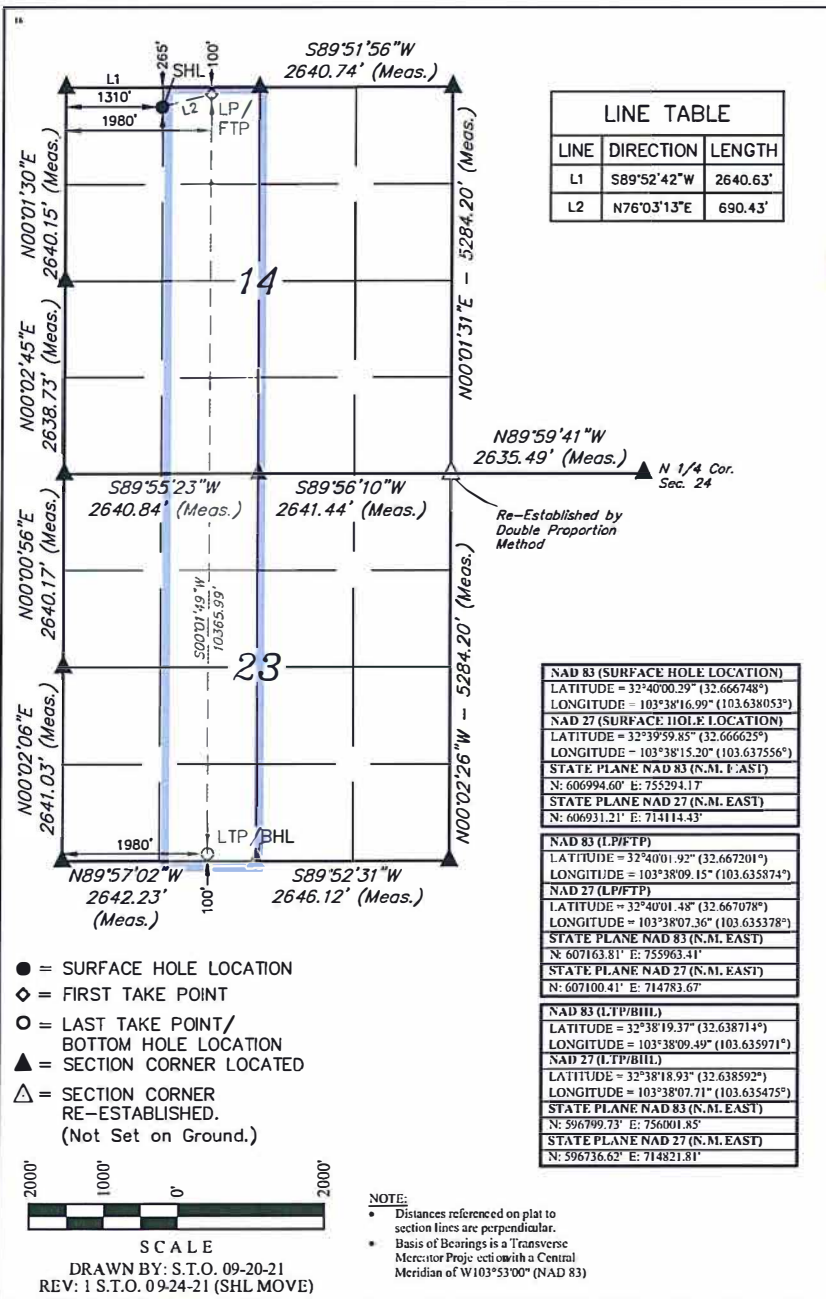 16
S89°51'56"W
2640.74' (Meas.)
265'
100'
SHL
L1
1310'
L2
LP/
FTP
1980'
LINE TABLE
LINE DIRECTION LENGTH
L1 S89°52'42"W 2640.63'
L2 N76°03'13"E 690.43'
N00°01'30"E
2640.15' (Meas.)
N00°01'31"E – 5284.20' (Meas.)
14
N00°02'45"E
2638.73' (Meas.)
N89°59'41"W
2635.49' (Meas.)
N 1/4 Cor.
Sec. 24
S89°55'23"W
2640.84' (Meas.)
S89°56'10"W
2641.44' (Meas.)
Re-Established by
Double Proportion
Method
N00°00'56"E
2640.17' (Meas.)
S00°01'49"W
10365.99'
N00°02'26"W – 5284.20' (Meas.)
23
N00°02'06"E
2641.03' (Meas.)
1980'
LTP/BHL
N89°57'02"W
2642.23'
(Meas.)
100'
S89°52'31"W
2646.12' (Meas.)
NAD 83 (SURFACE HOLE LOCATION)
LATITUDE = 32°40'00.29" (32.666748°)
LONGITUDE = 103°38'16.99" (103.638053°)
NAD 27 (SURFACE HOLE LOCATION)
LATITUDE = 32°39'59.85" (32.666625°)
LONGITUDE = 103°38'15.20" (103.637556°)
STATE PLANE NAD 83 (N.M. EAST)
N: 606994.60' E: 755294.17'
STATE PLANE NAD 27 (N.M. EAST)
N: 606931.21' E: 714114.43'
NAD 83 (LP/FTP)
LATITUDE = 32°40'01.92" (32.667201°)
LONGITUDE = 103°38'09.15" (103.635874°)
NAD 27 (LP/FTP)
LATITUDE = 32°40'01.48" (32.667078°)
LONGITUDE = 103°38'07.36" (103.635378°)
STATE PLANE NAD 83 (N.M. EAST)
N: 607163.81' E: 755963.41'
STATE PLANE NAD 27 (N.M. EAST)
N: 607100.41' E: 714783.67'
NAD 83 (LTP/BHL)
LATITUDE = 32°38'19.37" (32.638714°)
LONGITUDE = 103°38'09.49" (103.635971°)
NAD 27 (LTP/BHL)
LATITUDE = 32°38'18.93" (32.638592°)
LONGITUDE = 103°38'07.71" (103.635475°)
STATE PLANE NAD 83 (N.M. EAST)
N: 596799.73' E: 756001.85'
STATE PLANE NAD 27 (N.M. EAST)
N: 596736.62' E: 714821.81'
= SURFACE HOLE LOCATION
= FIRST TAKE POINT
= LAST TAKE POINT/
BOTTOM HOLE LOCATION
= SECTION CORNER LOCATED
= SECTION CORNER
RE-ESTABLISHED.
(Not Set on Ground.)
2000' 1000' 0' 2000'
SCALE
DRAWN BY: S.T.O. 09-20-21
REV: 1 S.T.O. 09-24-21 (SHL MOVE)
NOTE:
• Distances referenced on plat to
section lines are perpendicular.
• Basis of Bearings is a Transverse
Mercator Projection with a Central
Meridian of W103°53'00" (NAD 83)